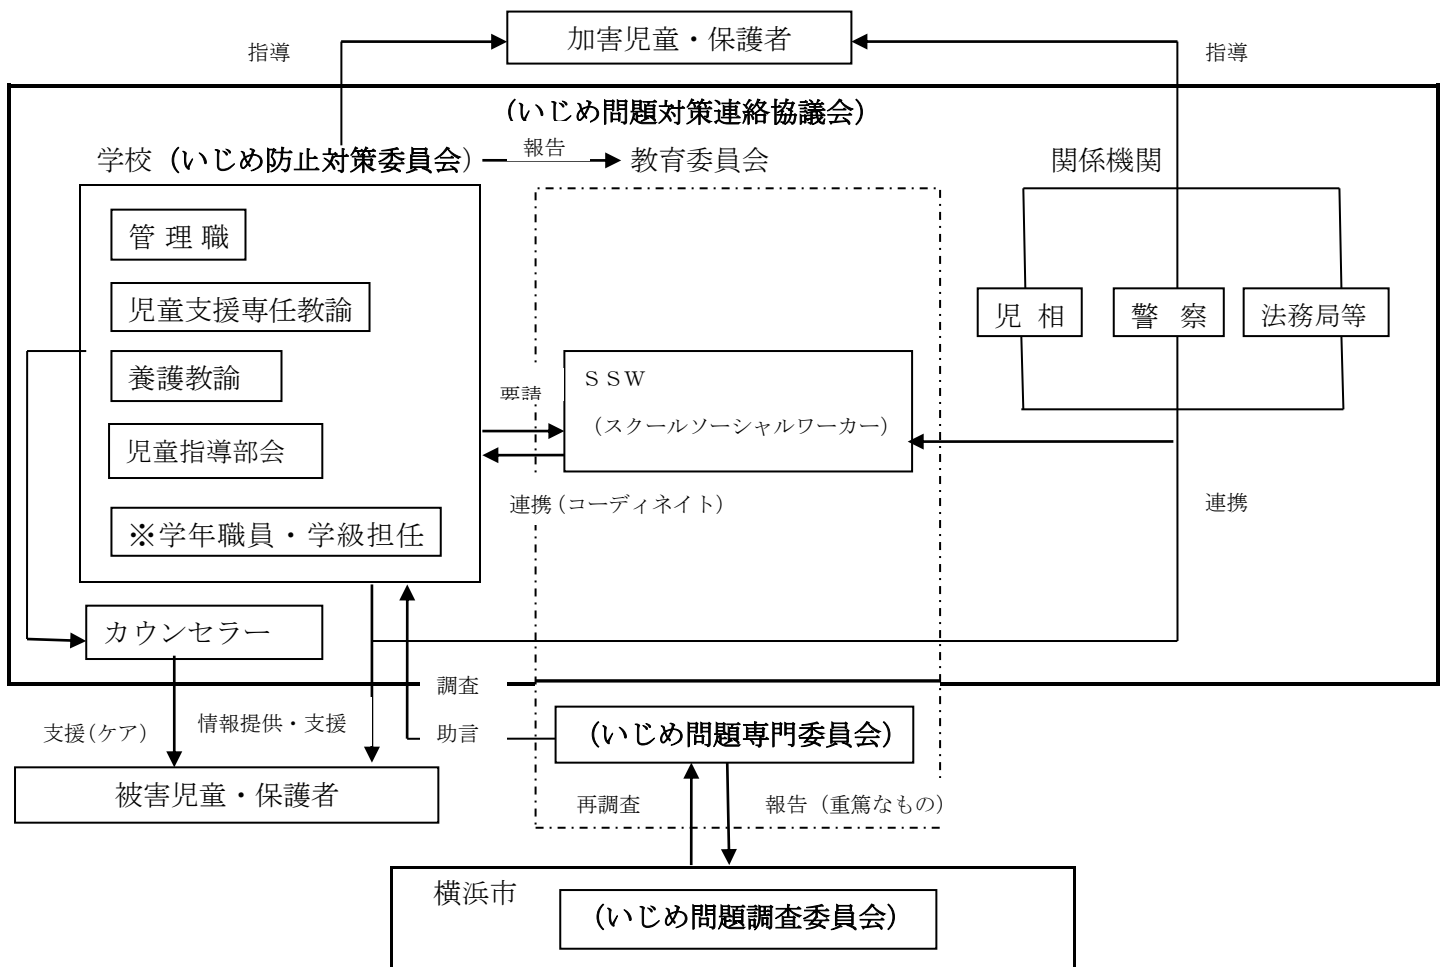 加害児童・保護者
指導
指導
（いじめ問題対策連絡協議会）
学校（いじめ防止対策委員会）
報告
教育委員会
関係機関
管 理 職
児童支援専任教諭
養護教諭
児童指導部会
※学年職員・学級担任
児 相
警 察
法務局等
要請
ＳＳＷ
（スクールソーシャルワーカー）
連携（コーディネイト）
連携
カウンセラー
調査
助言
支援（ケア）
情報提供・支援
（いじめ問題専門委員会）
被害児童・保護者
再調査
報告（重篤なもの）
横浜市
（いじめ問題調査委員会）